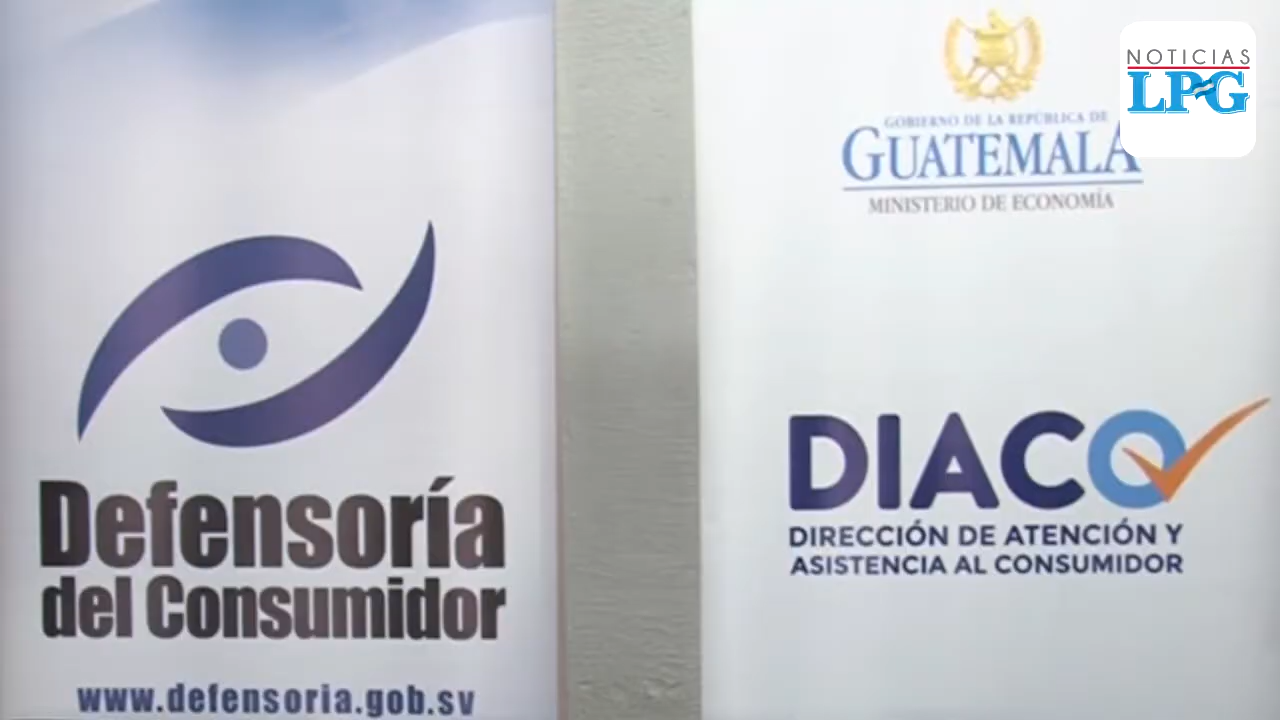 Defensoría
del Consumidor
www.defensoria.gob.sv
GOBIERNO DE LA REPÚBLICA DE
GUATEMALA
MINISTERIO DE ECONOMÍA
DIACO
DIRECCIÓN DE ATENCIÓN Y
ASISTENCIA AL CONSUMIDOR
NOTICIAS
LPG